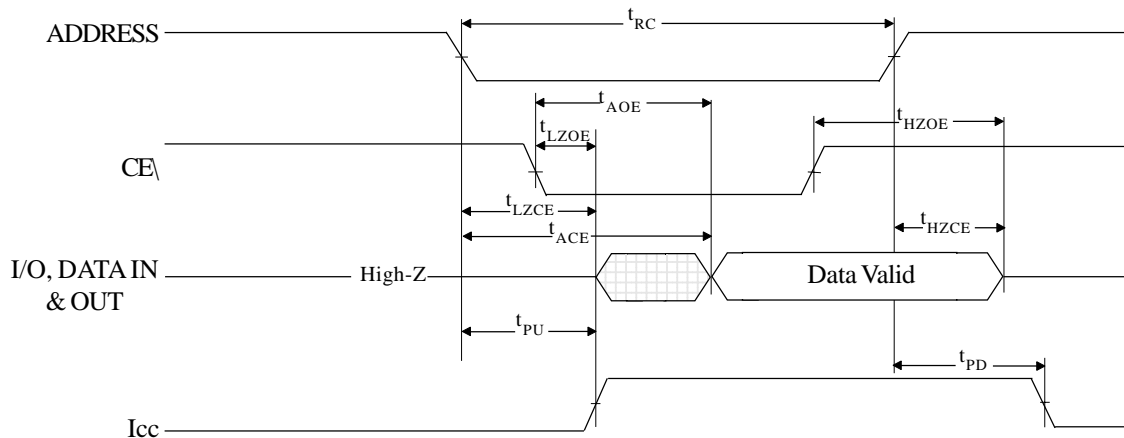 tRC
ADDRESS
tAOE
tHZOE
tLZOE
CE\
tLZCE
tHZCE
tACE
I/O, DATA IN
& OUT
High-Z
Data Valid
tPU
tPD
Icc